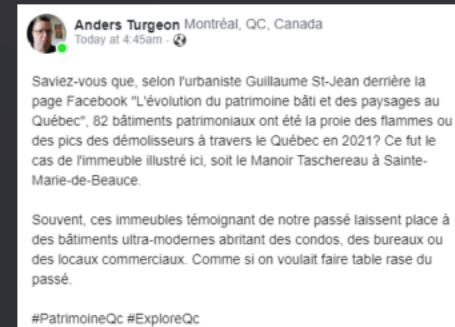 Anders Turgeon Montréal, QC, Canada
Today at 4:45am ·
Saviez-vous que, selon l'urbaniste Guillaume St-Jean derrière la
page Facebook "L'évolution du patrimoine bâti et des paysages au
Québec", 82 bâtiments patrimoniaux ont été la proie des flammes ou
des pics des démolisseurs à travers le Québec en 2021? Ce fut le
cas de l'immeuble illustré ici, soit le Manoir Taschereau à Sainte-
Marie-de-Beauce.
Souvent, ces immeubles témoignant de notre passé laissent place à
des bâtiments ultra-modernes abritant des condos, des bureaux ou
des locaux commerciaux. Comme si on voulait faire table rase du
passé.
#PatrimoineQc #ExploreQc